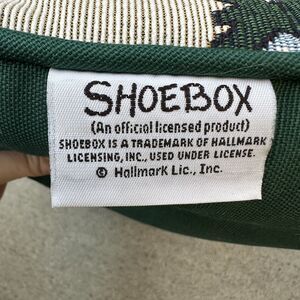 SHOEBOX
(An official licensed product)
SHOEBOX IS A TRADEMARK OF HALLMARK
LICENSING, INC., USED UNDER LICENSE.
© Hallmark Lic., Inc.